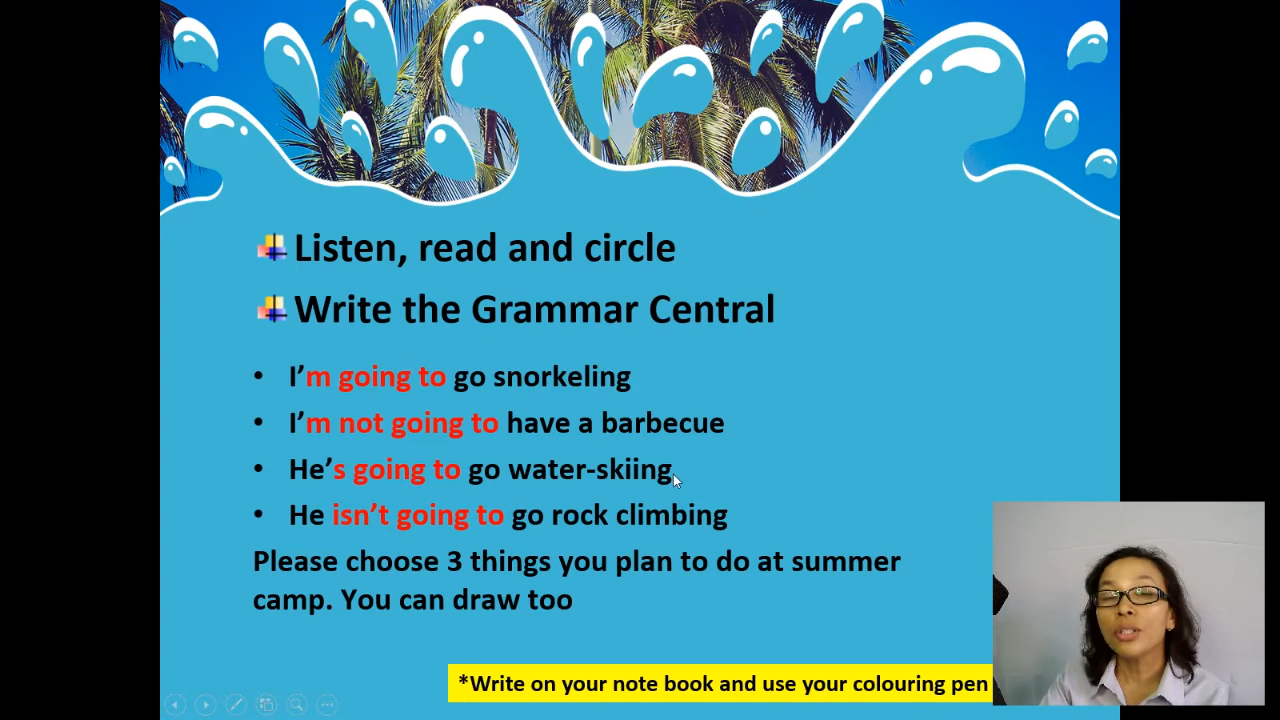 Listen, read and circle
Write the Grammar Central
• I’m going to go snorkeling
• I’m not going to have a barbecue
• He’s going to go water-skiing
• He isn’t going to go rock climbing
Please choose 3 things you plan to do at summer
camp. You can draw too
*Write on your note book and use your colouring pen